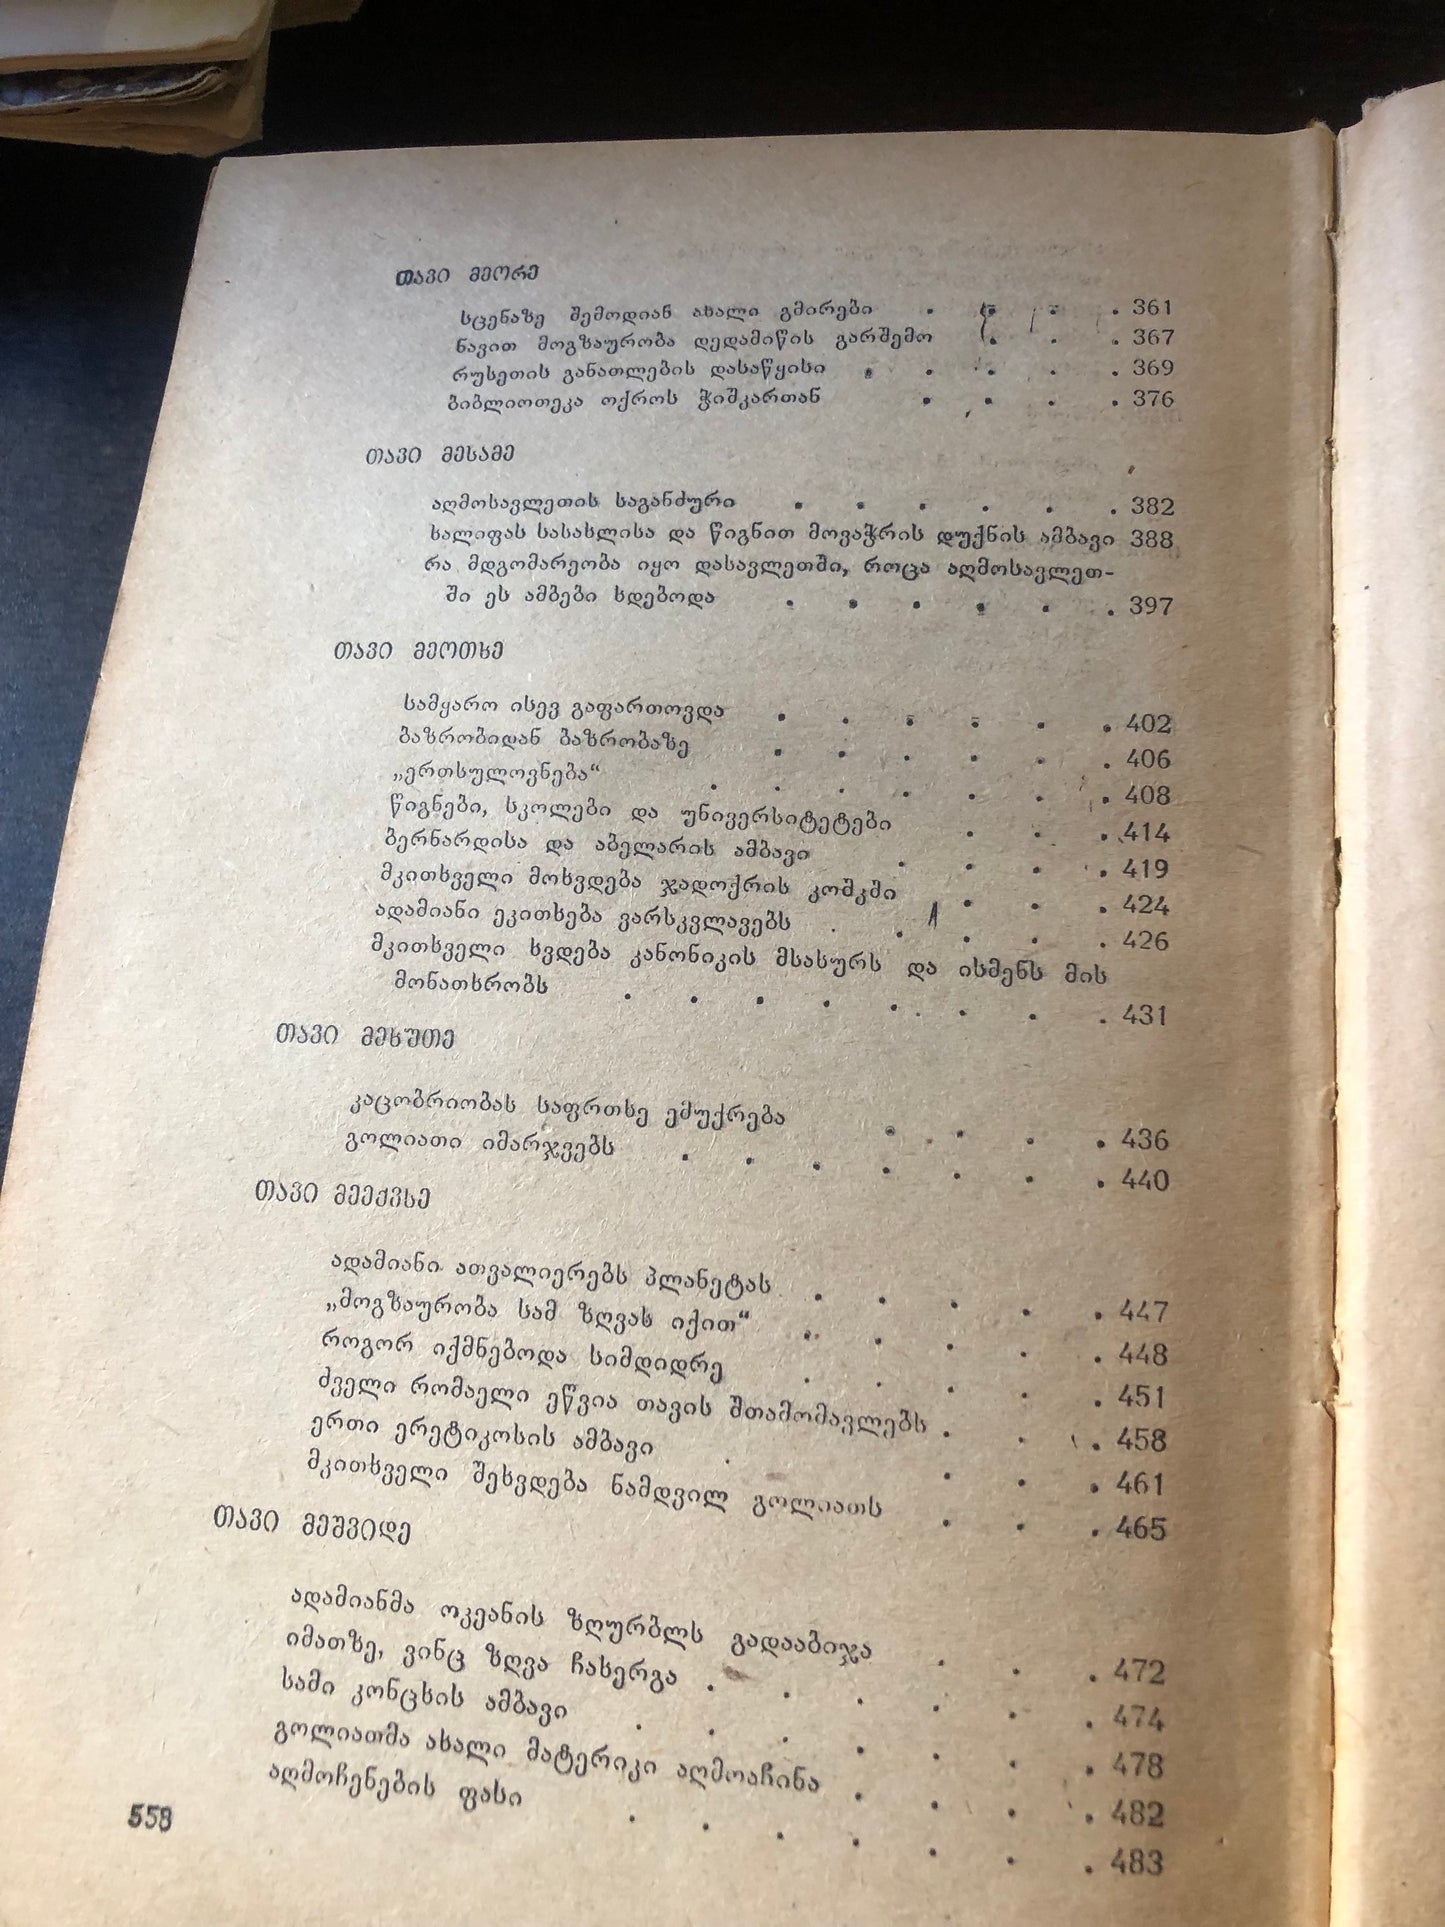 თავი მეორე
სცენაზე შემოდიან ახალი გმირები . . . . 361
ნავით მოგზაურობა დედამიწის გარშემო . . . 367
რუსეთის განათლების დასაწყისი . . . . . 369
ბიბლიოთეკა ოქროს ჭიშკართან . . . . 376
თავი მესამე
აღმოსავლეთის საგანძური . . . . . . 382
ხალიფას სასახლისა და წიგნით მოვაჭრის დუქნის ამბავი 388
რა მდგომარეობა იყო დასავლეთში, როცა აღმოსავლეთ-
ში ეს ამბები ხდებოდა . . . . . . 397
თავი მეოთხე
სამყარო ისევ გაფართოვდა . . . . . . 402
ბაზრობიდან ბაზრობაზე . . . . . . 406
„ერთსულოვნება“ . . . . . . . 408
წიგნები, სკოლები და უნივერსიტეტები . . . 414
ბერნარდისა და აბელარის ამბავი . . . . 419
მკითხველი მოხვდება ჯადოქრის კოშკში . . . 424
ადამიანი ეკითხება ვარსკვლავებს . . . . . 426
მკითხველი ხვდება კანონიკის მსახურს და ისმენს მის
მონათხრობს . . . . . . . . 431
თავი მეხუთე
კაცობრიობას საფრთხე ემუქრება . . . . 436
გოლიათი იმარჯვებს . . . . . . . 440
თავი მეექვსე
ადამიანი ათვალიერებს პლანეტას . . . . . 447
„მოგზაურობა სამ ზღვას იქით“ . . . . . 448
როგორ იქმნებოდა სიმდიდრე . . . . . 451
ძველი რომაელი ეწვია თავის შთამომავლებს . . . 458
ერთი ერეტიკოსის ამბავი . . . . 461
მკითხველი შეხვდება ნამდვილ გოლიათს . . . 465
თავი მეშვიდე
ადამიანმა ოკეანის ზღურბლს გადააბიჯა . . . 472
იმათზე, ვინც ზღვა ჩახერგა . . . . . . 474
სამი კონცხის ამბავი . . . . . . . 478
გოლიათმა ახალი მატერიკი აღმოაჩინა . . . . 482
აღმოჩენების ფასი . . . . . . . 483
558